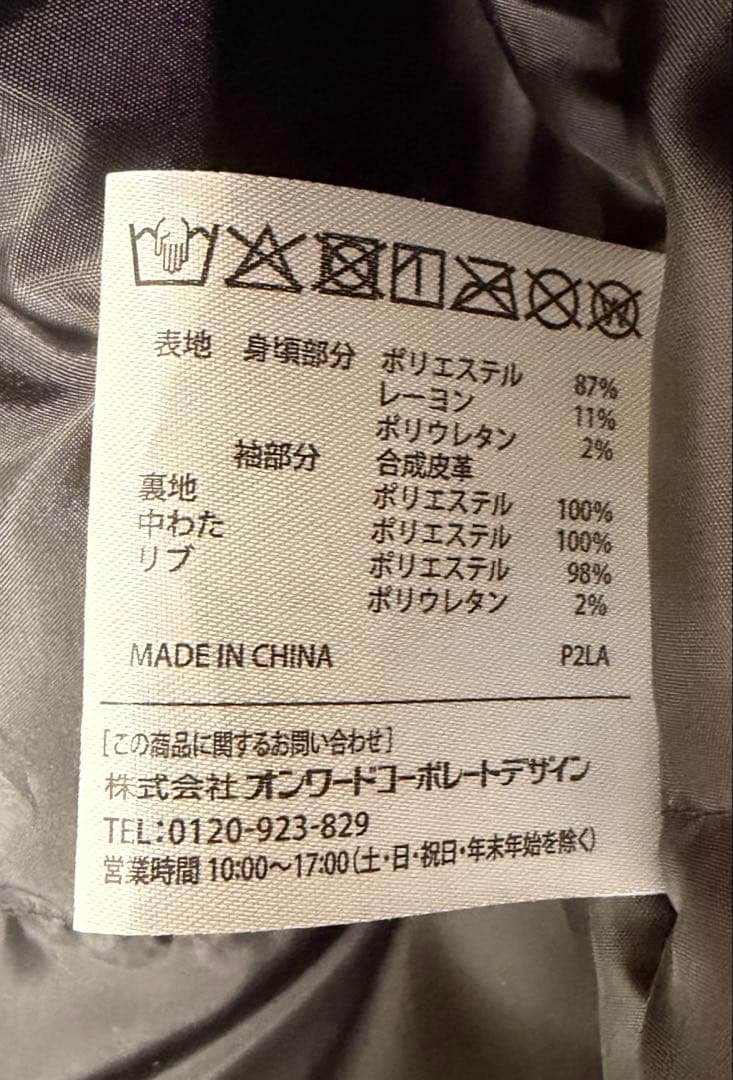 表地 身頃部分 ポリエステル 87%
レーヨン 11%
ポリウレタン 2%
袖部分 合成皮革
裏地 ポリエステル 100%
中わた ポリエステル 100%
リブ ポリエステル 98%
ポリウレタン 2%
MADE IN CHINA P2LA
[この商品に関するお問い合わせ]
株式会社 オンワードコーポレートデザイン
TEL:0120-923-829
営業時間 10:00～17:00(土・日・祝日・年末年始を除く)